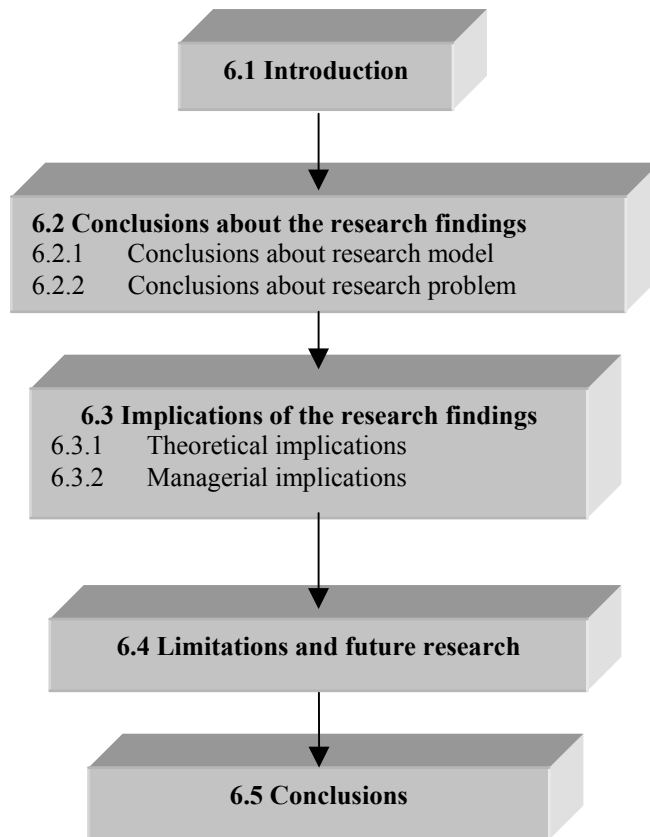 6.1 Introduction
6.2 Conclusions about the research findings
6.2.1 Conclusions about research model
6.2.2 Conclusions about research problem
6.3 Implications of the research findings
6.3.1 Theoretical implications
6.3.2 Managerial implications
6.4 Limitations and future research
6.5 Conclusions